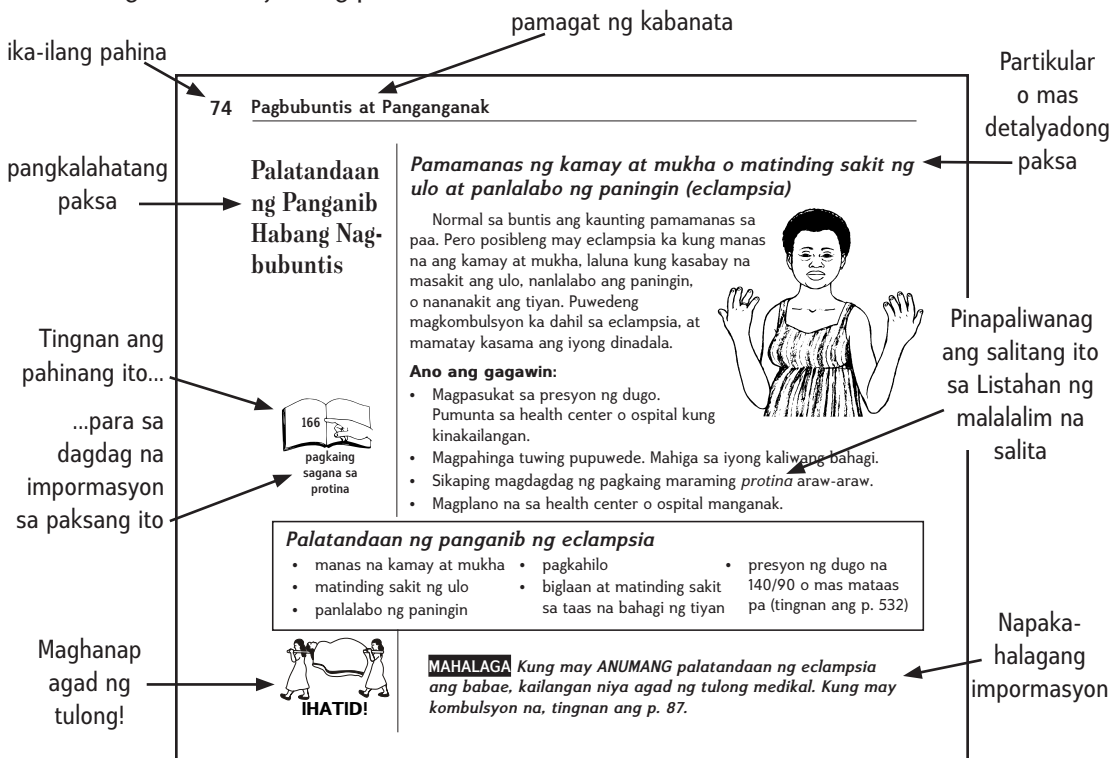 pamagat ng kabanata
ika-ilang pahina
Partikular
o mas
detalyadong
paksa
74 Pagbubuntis at Panganganak
pangkalahatang
paksa
Palatandaan
ng Panganib
Habang Nag-
bubuntis
Pamamanas ng kamay at mukha o matinding sakit ng
ulo at panlalabo ng paningin (eclampsia)
Normal sa buntis ang kaunting pamamanas sa
paa. Pero posibleng may eclampsia ka kung manas
na ang kamay at mukha, laluna kung kasabay na
masakit ang ulo, nanlalabo ang paningin,
o nananakit ang tiyan. Puwedeng
magkombulsyon ka dahil sa eclampsia, at
mamatay kasama ang iyong dinadala.
Ano ang gagawin:
• Magpasukat sa presyon ng dugo.
Pumunta sa health center o ospital kung
kinakailangan.
• Magpahinga tuwing pupuwede. Mahiga sa iyong kaliwang bahagi.
• Sikaping magdagdag ng pagkaing maraming protina araw-araw.
• Magplano na sa health center o ospital manganak.
Tingnan ang
pahinang ito...
...para sa
dagdag na
impormasyon
sa paksang ito
166
pagkaing
sagana sa
protina
Pinapaliwanag
ang salitang ito
sa Listahan ng
malalalim na
salita
Palatandaan ng panganib ng eclampsia
• manas na kamay at mukha
• matinding sakit ng ulo
• panlalabo ng paningin
• pagkahilo
• biglaan at matinding sakit
sa taas na bahagi ng tiyan
• presyon ng dugo na
140/90 o mas mataas
pa (tingnan ang p. 532)
Maghanap
agad ng
tulong!
IHATID!
MAHALAGA Kung may ANUMANG palatandaan ng eclampsia
ang babae, kailangan niya agad ng tulong medikal. Kung may
kombulsyon na, tingnan ang p. 87.
Napaka-
halagang
impormasyon